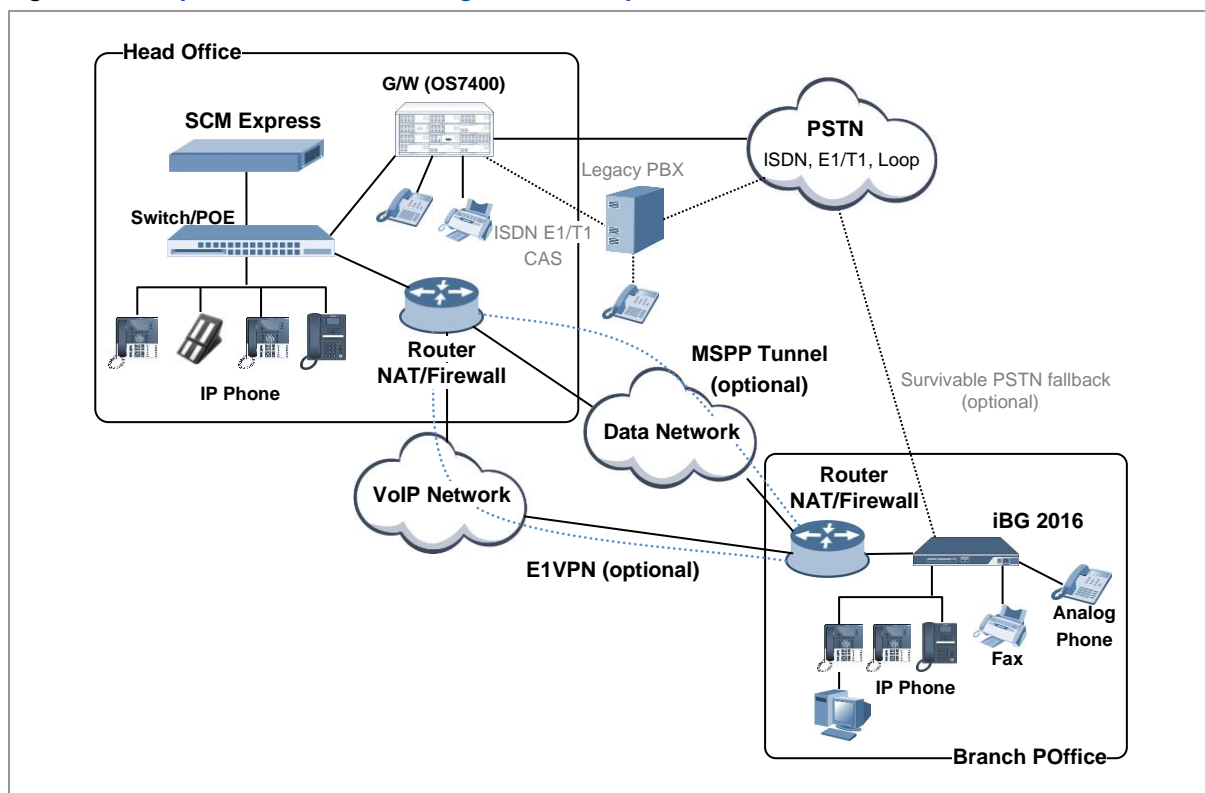 Head Office
G/W (OS7400)
SCM Express
PSTN
ISDN, E1/T1, Loop
Legacy PBX
Switch/POE
ISDN E1/T1
CAS
Router
NAT/Firewall
IP Phone
MSPP Tunnel
(optional)
Survivable PSTN fallback
(optional)
Data Network
VoIP Network
E1VPN (optional)
Router
NAT/Firewall
iBG 2016
Analog
Phone
Fax
IP Phone
Branch POffice